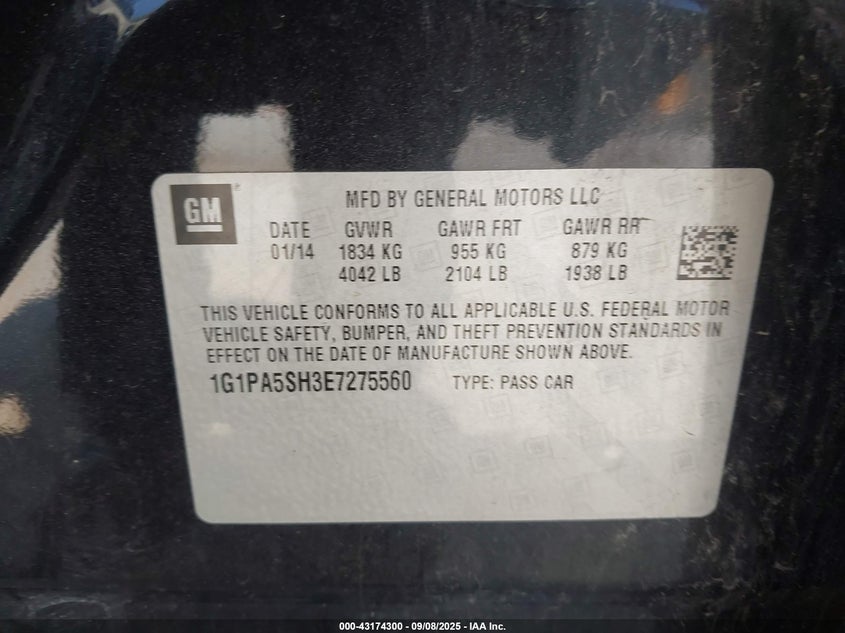 GM
MFD BY GENERAL MOTORS LLC
DATE GVWR GAWR FRT GAWR RR
01/14 1834 KG 955 KG 879 KG
4042 LB 2104 LB 1938 LB
THIS VEHICLE CONFORMS TO ALL APPLICABLE U.S. FEDERAL MOTOR
VEHICLE SAFETY, BUMPER, AND THEFT PREVENTION STANDARDS IN
EFFECT ON THE DATE OF MANUFACTURE SHOWN ABOVE.
1G1PA5SH3E7275560 TYPE: PASS CAR
000-43174300 - 09/08/2025 - IAA Inc.